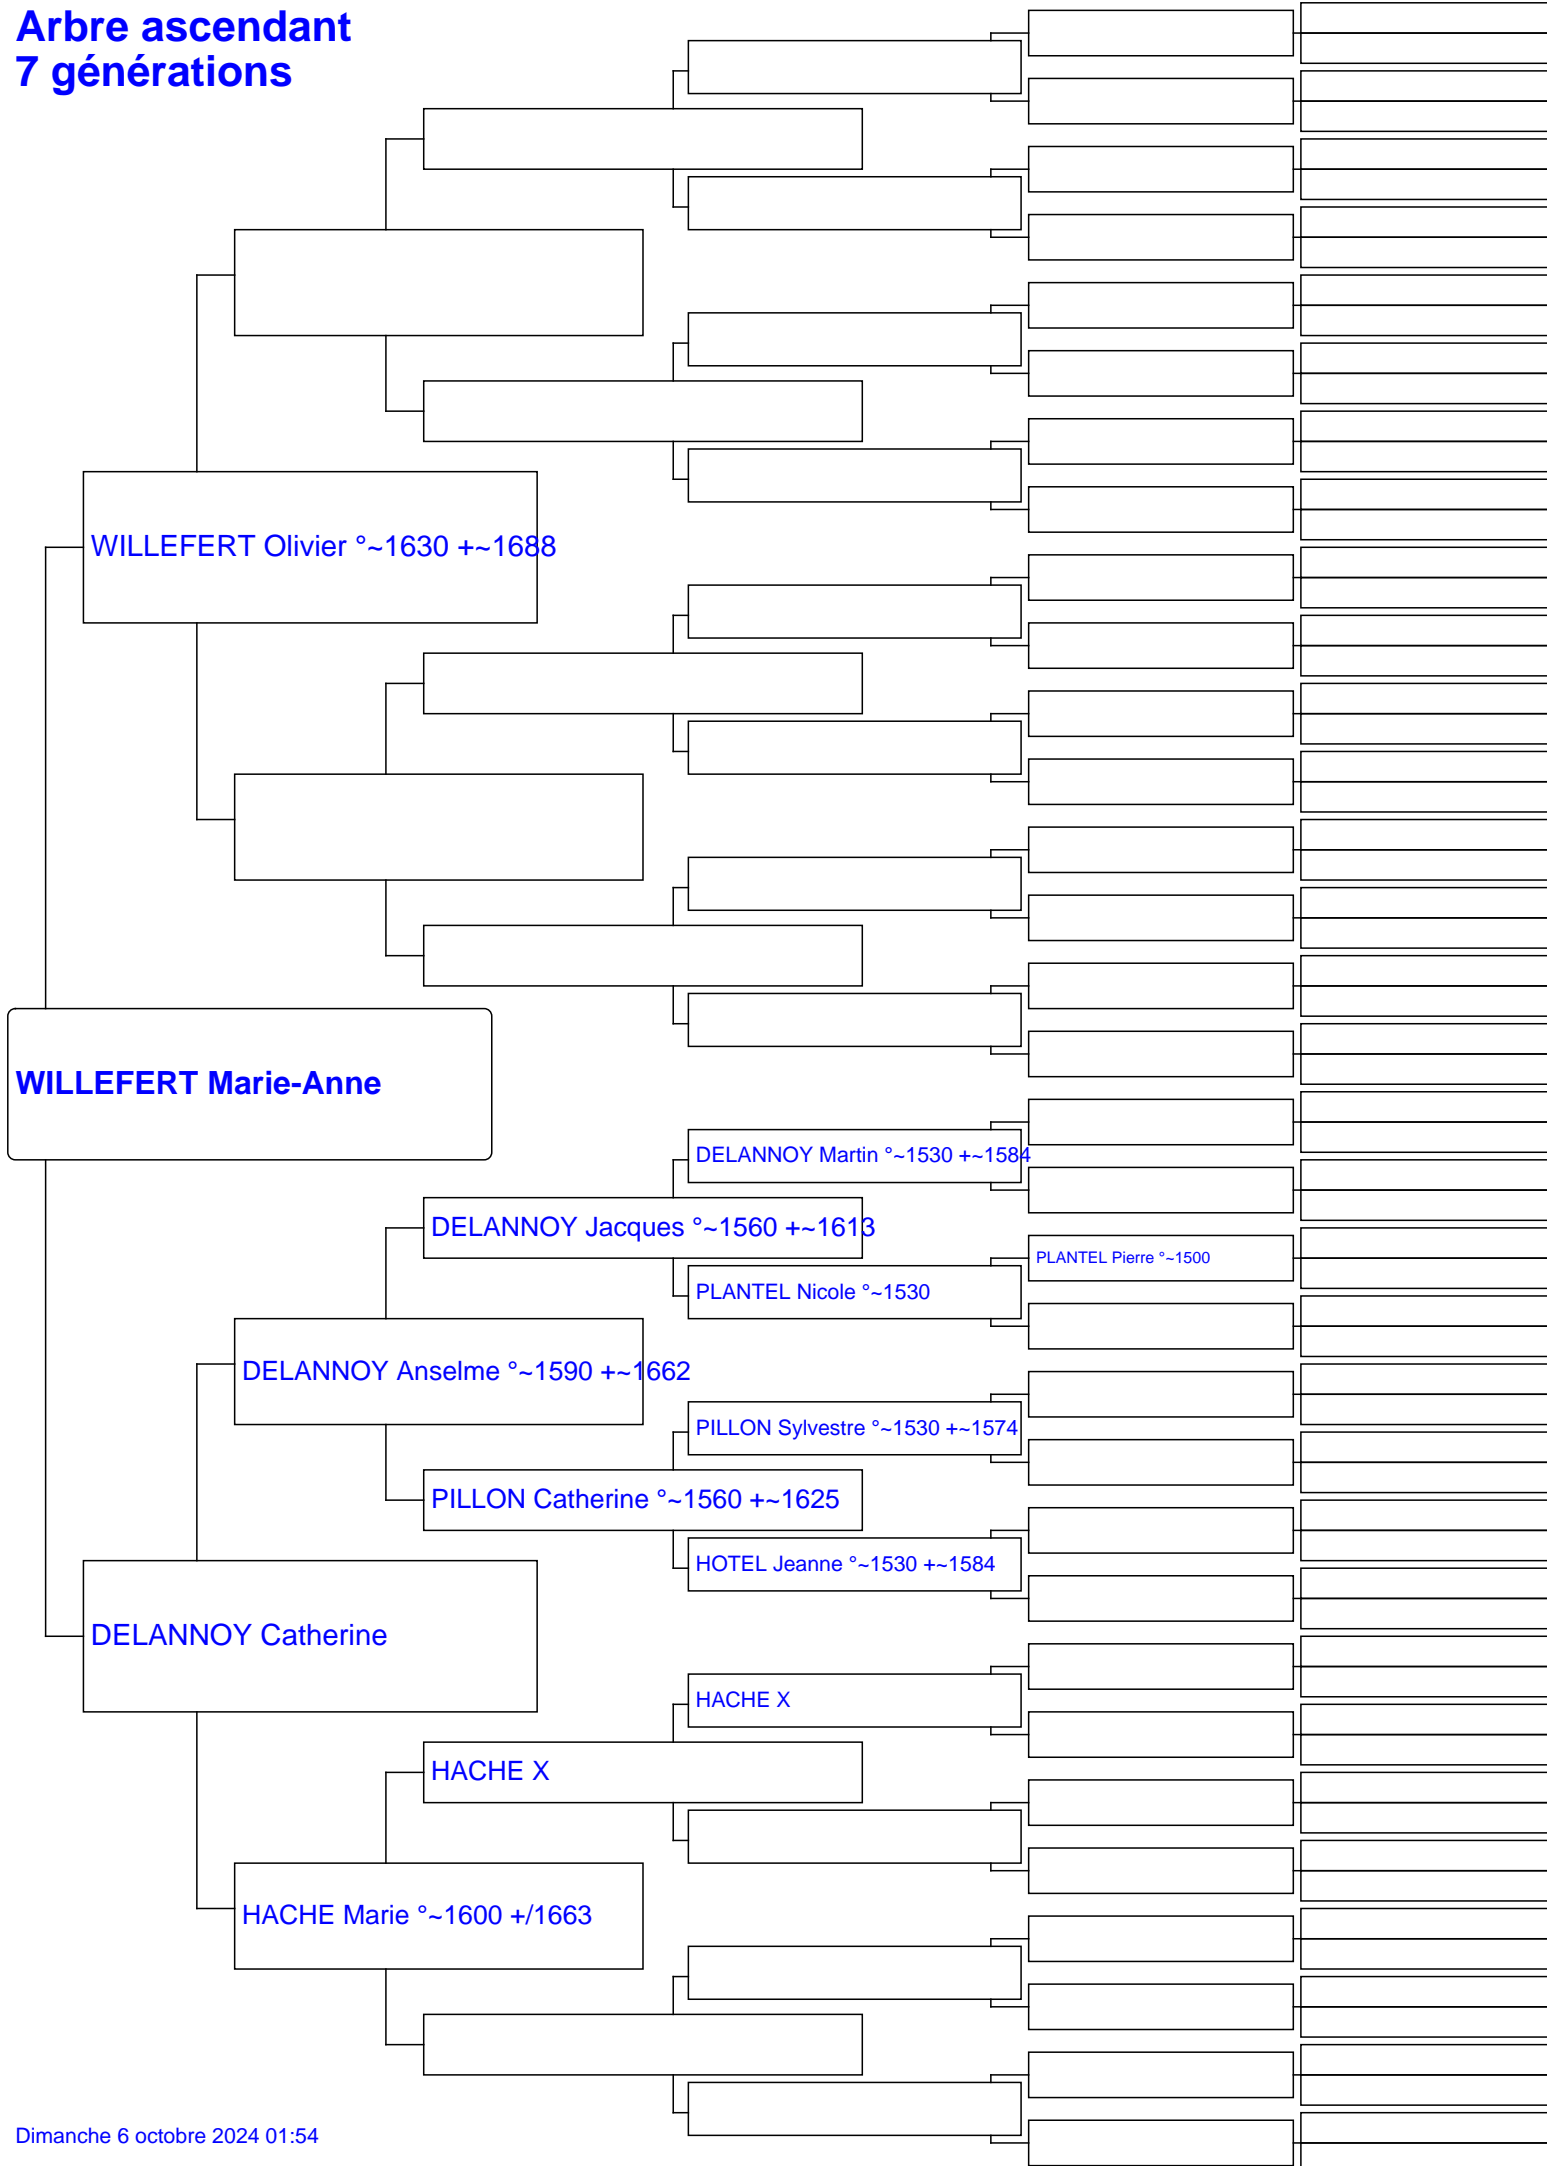 Arbre ascendant
7 générations
WILLEFERT Olivier °~1630 +~1688
WILLEFERT Marie-Anne
DELANNOY Martin °~1530 +~1584
DELANNOY Jacques °~1560 +~1613
PLANTEL Pierre °~1500
PLANTEL Nicole °~1530
DELANNOY Anselme °~1590 +~1662
PILLON Sylvestre °~1530 +~1574
PILLON Catherine °~1560 +~1625
HOTEL Jeanne °~1530 +~1584
DELANNOY Catherine
HACHE X
HACHE X
HACHE Marie °~1600 +/1663
Dimanche 6 octobre 2024 01:54